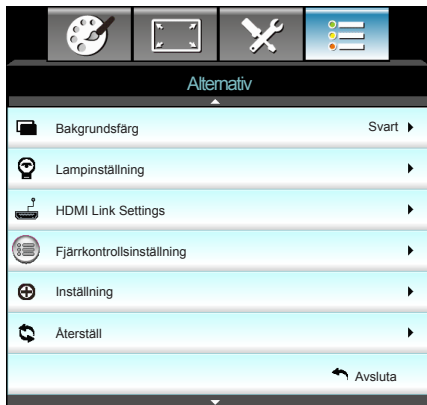 Alternativ
Bakgrundsfärg Svart
Lampinställning
HDMI Link Settings
Fjärrkontrollsinställning
Inställning
Återställ
Avsluta